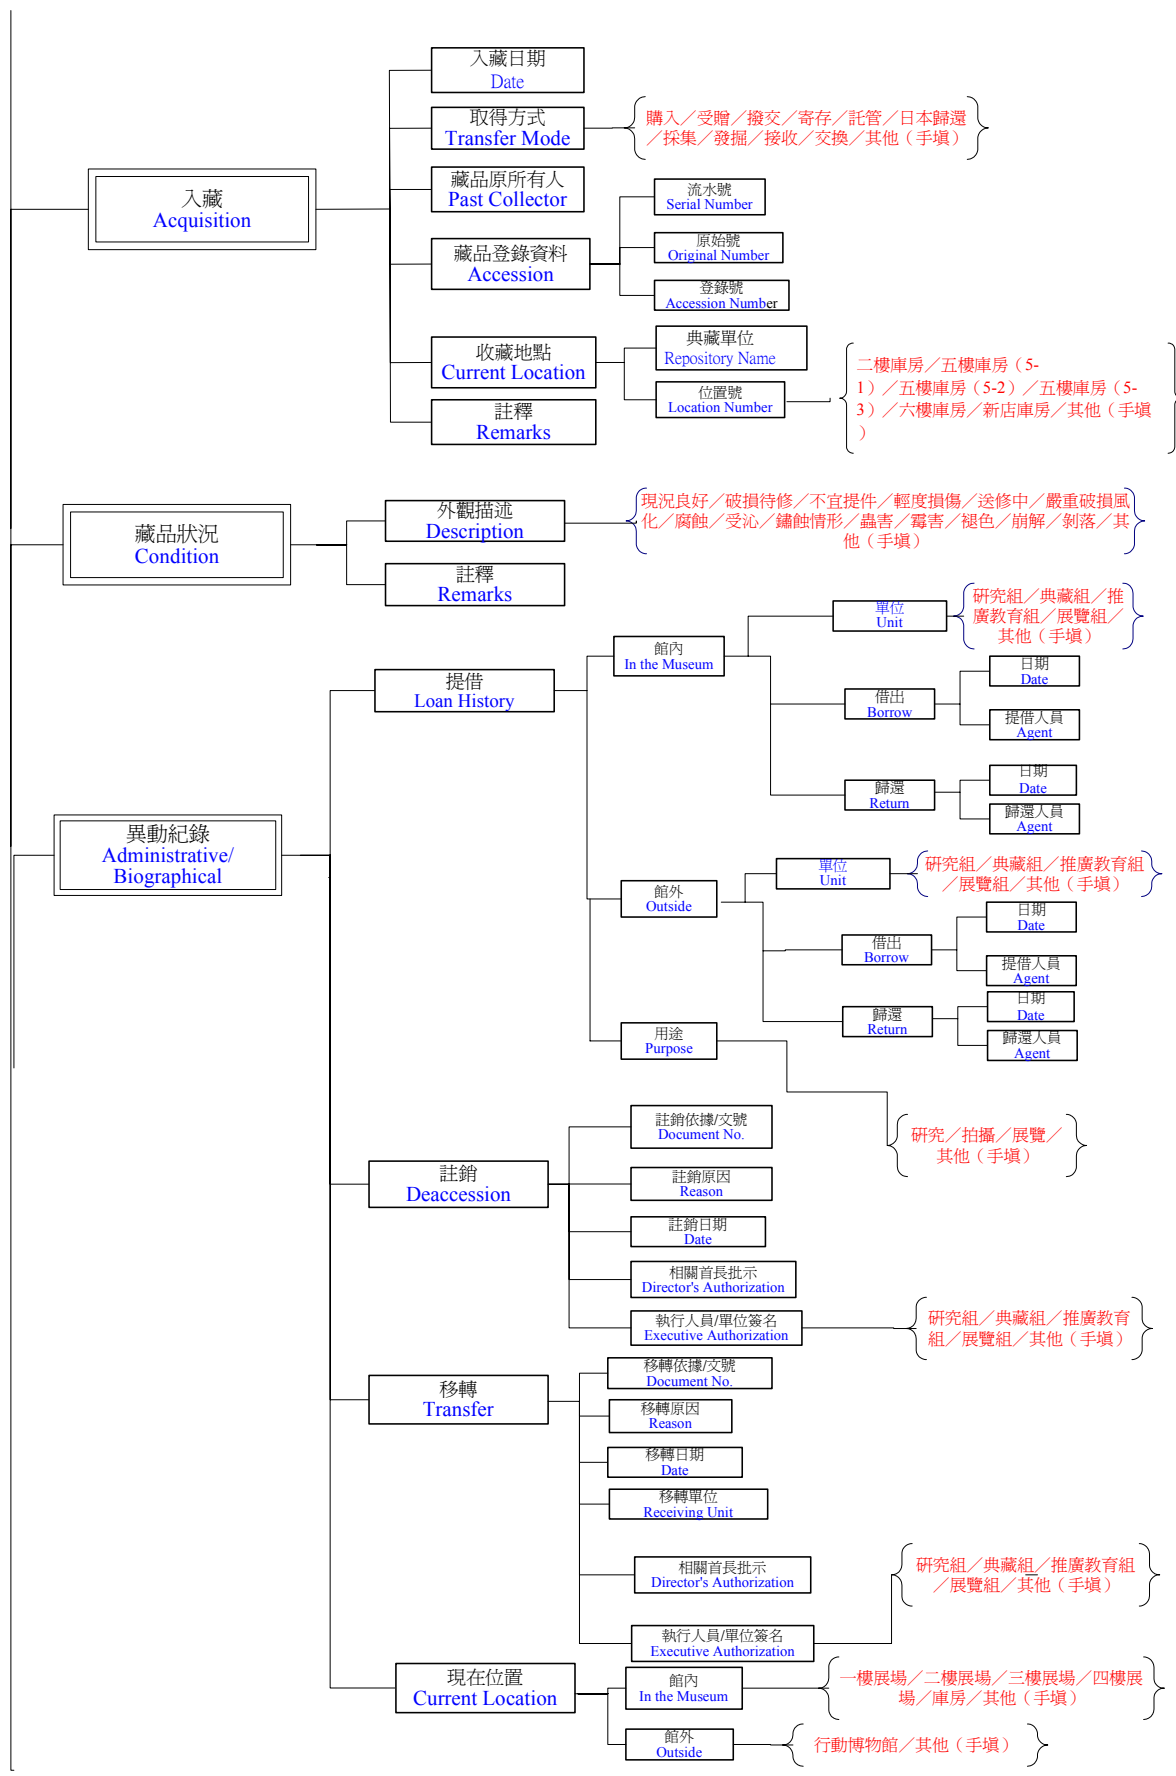 入藏日期
Date
取得方式
Transfer Mode
購入／受贈／撥交／寄存／託管／日本歸還
／採集／發掘／接收／交換／其他（手塡）
藏品原所有人
Past Collector
流水號
Serial Number
入藏
Acquisition
原始號
Original Number
藏品登錄資料
Accession
登錄號
Accession Number
典藏單位
Repository Name
收藏地點
Current Location
位置號
Location Number
二樓庫房／五樓庫房（5-
1）／五樓庫房（5-2）／五樓庫房（5-
3）／六樓庫房／新店庫房／其他（手塡
）
註釋
Remarks
藏品狀況
Condition
外觀描述
Description
現況良好／破損待修／不宜提件／輕度損傷／送修中／嚴重破損風
化／腐蝕／受沁／鏽蝕情形／蟲害／霉害／褪色／崩解／剝落／其
他（手塡）
註釋
Remarks
異動紀錄
Administrative/
Biographical
提借
Loan History
館內
In the Museum
單位
Unit
研究組／典藏組／推
廣教育組／展覽組／
其他（手塡）
借出
Borrow
日期
Date
提借人員
Agent
歸還
Return
日期
Date
歸還人員
Agent
館外
Outside
單位
Unit
研究組／典藏組／推廣教育組
／展覽組／其他（手塡）
借出
Borrow
日期
Date
提借人員
Agent
歸還
Return
日期
Date
歸還人員
Agent
用途
Purpose
研究／拍攝／展覽／
其他（手塡）
註銷
Deaccession
註銷依據/文號
Document No.
註銷原因
Reason
註銷日期
Date
相關首長批示
Director's Authorization
執行人員/單位簽名
Executive Authorization
研究組／典藏組／推廣教育
組／展覽組／其他（手塡）
移轉
Transfer
移轉依據/文號
Document No.
移轉原因
Reason
移轉日期
Date
移轉單位
Receiving Unit
相關首長批示
Director's Authorization
執行人員/單位簽名
Executive Authorization
研究組／典藏組／推廣教育組
／展覽組／其他（手塡）
現在位置
Current Location
館內
In the Museum
一樓展場／二樓展場／三樓展場／四樓展
場／庫房／其他（手塡）
館外
Outside
行動博物館／其他（手塡）